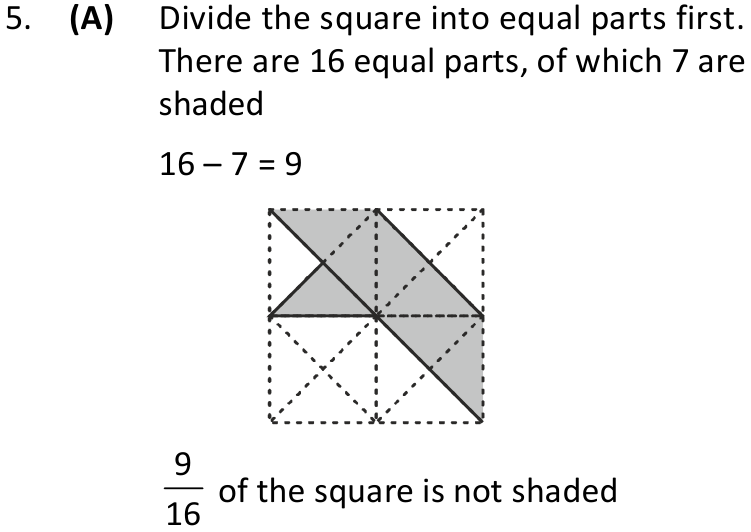 5. (A) Divide the square into equal parts first.
There are 16 equal parts, of which 7 are
shaded
16 – 7 = 9
9/16 of the square is not shaded